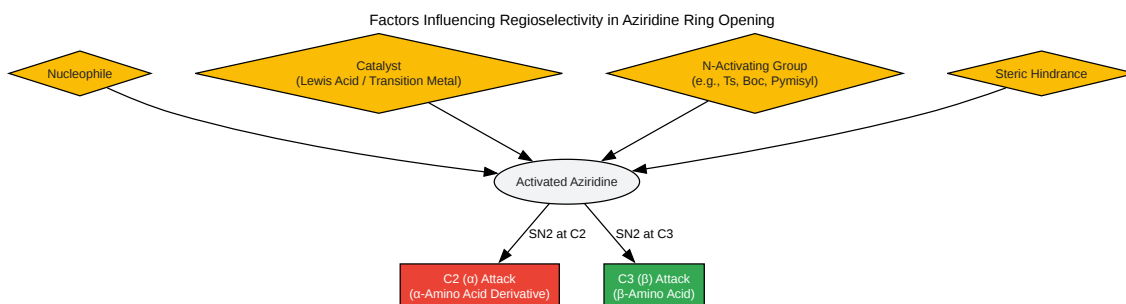 Factors Influencing Regioselectivity in Aziridine Ring Opening
Nucleophile
Catalyst
(Lewis Acid / Transition Metal)
N-Activating Group
(e.g., Ts, Boc, Pymisyl)
Steric Hindrance
Activated Aziridine
SN2 at C2
SN2 at C3
C2 (α) Attack
(α-Amino Acid Derivative)
C3 (β) Attack
(β-Amino Acid)